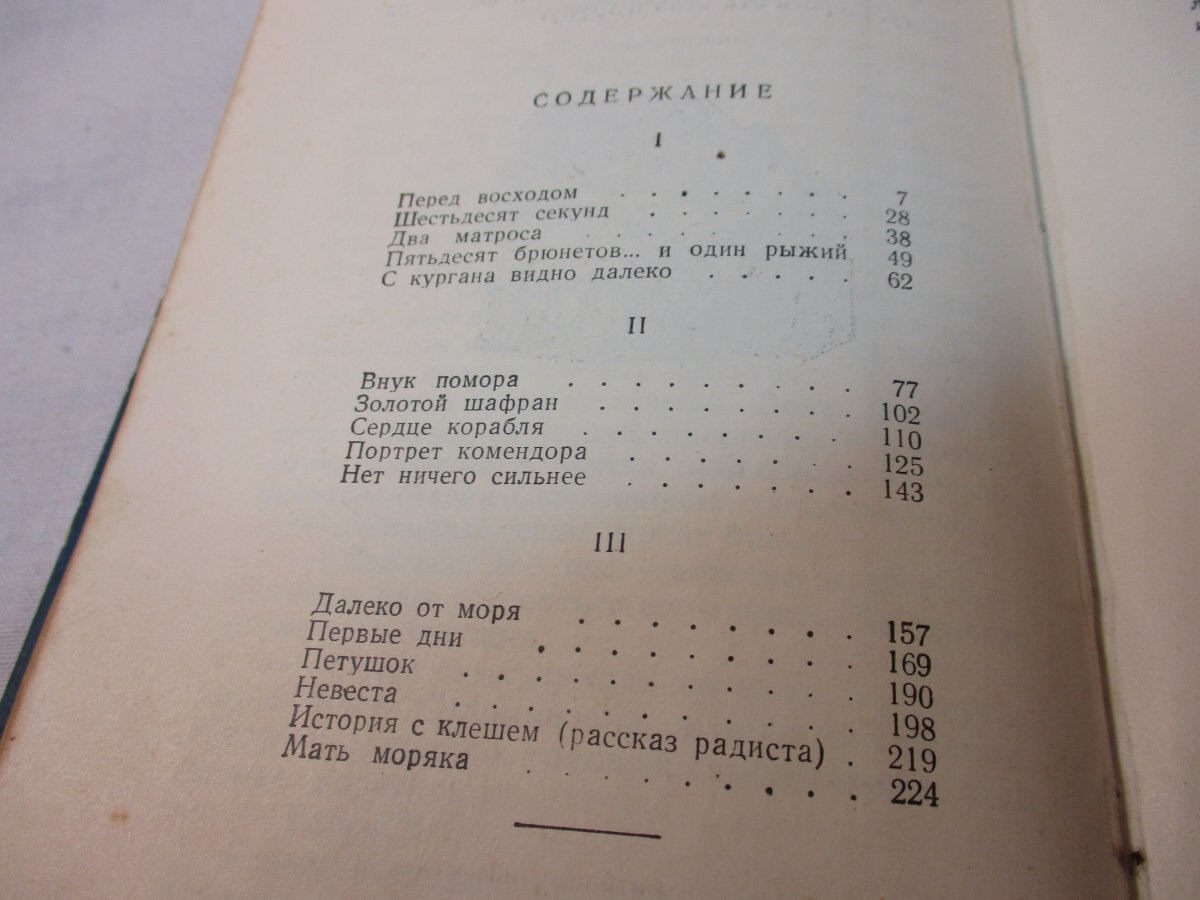 СОДЕРЖАНИЕ
I
Перед восходом . . . . . . . . 7
Шестьдесят секунд . . . . . . . 28
Два матроса . . . . . . . . 38
Пятьдесят брюнетов... и один рыжий 49
С кургана видно далеко . . . . . 62
II
Внук помора . . . . . . . . . 77
Золотой шафран . . . . . . . . 102
Сердце корабля . . . . . . . . 110
Портрет комендора . . . . . . . 125
Нет ничего сильнее . . . . . . . 143
III
Далеко от моря . . . . . . . . 157
Первые дни . . . . . . . . . 169
Петушок . . . . . . . . . . . 190
Невеста . . . . . . . . . . . 198
История с клешем (рассказ радиста) . 219
Мать моряка . . . . . . . . . 224